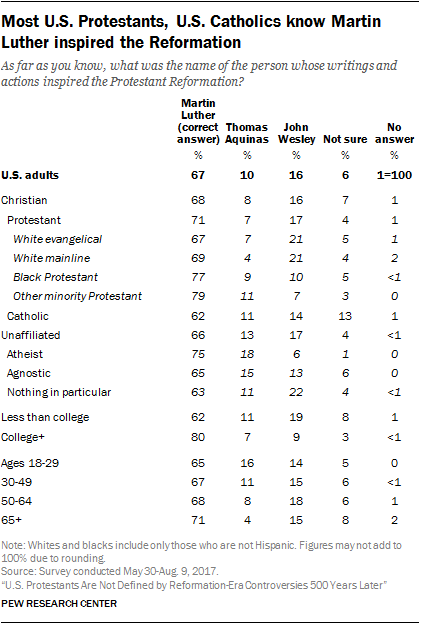 Most U.S. Protestants, U.S. Catholics know Martin
Luther inspired the Reformation
As far as you know, what was the name of the person whose writings and
actions inspired the Protestant Reformation?
Martin
Luther
(correct Thomas John No
answer) Aquinas Wesley Not sure answer
% % % % %
U.S. adults 67 10 16 6 1=100
Christian 68 8 16 7 1
Protestant 71 7 17 4 1
White evangelical 67 7 21 5 1
White mainline 69 4 21 4 2
Black Protestant 77 9 10 5 <1
Other minority Protestant 79 11 7 3 0
Catholic 62 11 14 13 1
Unaffiliated 66 13 17 4 <1
Atheist 75 18 6 1 0
Agnostic 65 15 13 6 0
Nothing in particular 63 11 22 4 <1
Less than college 62 11 19 8 1
College+ 80 7 9 3 <1
Ages 18-29 65 16 14 5 0
30-49 67 11 15 6 <1
50-64 68 8 18 6 1
65+ 71 4 15 8 2
Note: Whites and blacks include only those who are not Hispanic. Figures may not add to
100% due to rounding.
Source: Survey conducted May 30-Aug. 9, 2017.
“U.S. Protestants Are Not Defined by Reformation-Era Controversies 500 Years Later”
PEW RESEARCH CENTER